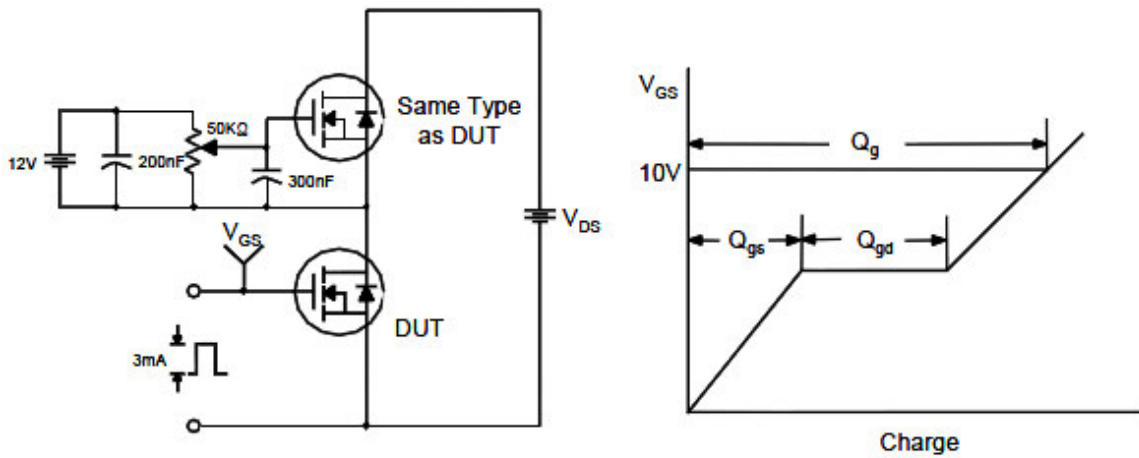 50KΩ
Same Type
as DUT
12V
200nF
300nF
V_GS
V_DS
DUT
3mA
V_GS
Q_g
10V
Q_gs
Q_gd
Charge